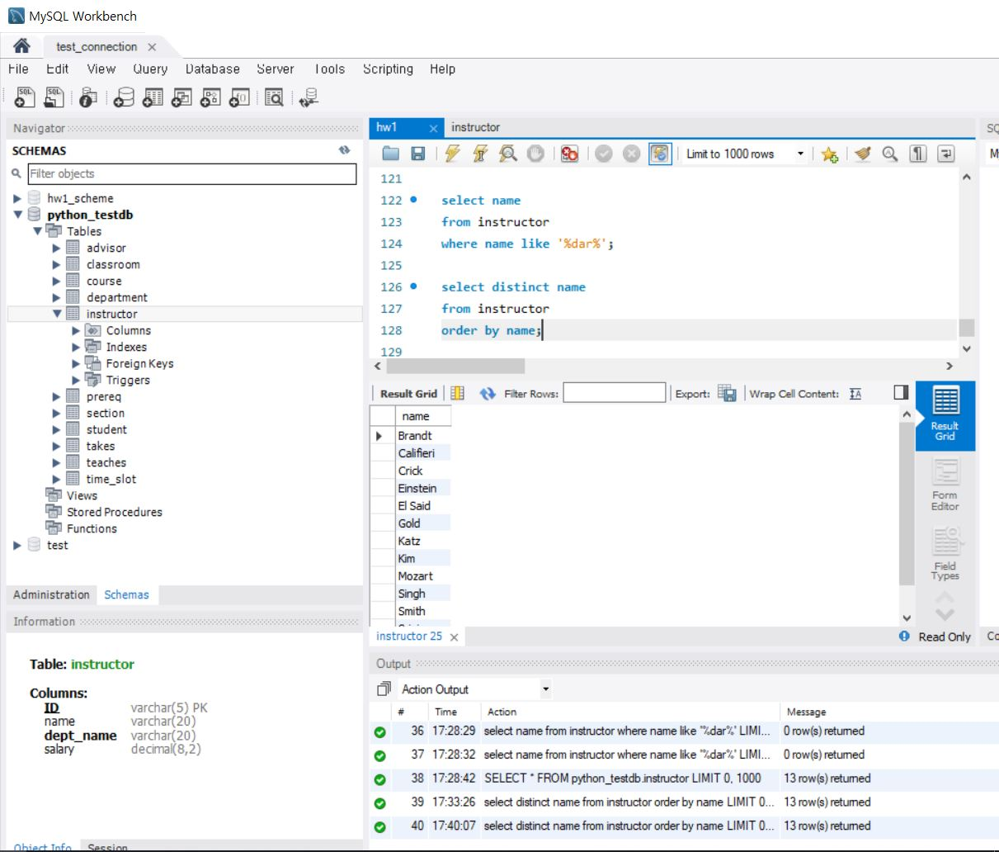 MySQL Workbench
test_connection
File Edit View Query Database Server Tools Scripting Help
Navigator
SCHEMAS
Filter objects
hw1_scheme
python_testdb
Tables
advisor
classroom
course
department
instructor
Columns
Indexes
Foreign Keys
Triggers
prereq
section
student
takes
teaches
time_slot
Views
Stored Procedures
Functions
test
Administration Schemas
Information
Table: instructor
Columns:
ID varchar(5) PK
name varchar(20)
dept_name varchar(20)
salary decimal(8,2)
Object Info Session
hw1 instructor
Limit to 1000 rows
121
122 select name
123 from instructor
124 where name like '%dar%';
125
126 select distinct name
127 from instructor
128 order by name;
129
Result Grid Filter Rows: Export: Wrap Cell Content:
name
Brandt
Califieri
Crick
Einstein
El Said
Gold
Katz
Kim
Mozart
Singh
Smith
Result
Grid
Form
Editor
Field
Types
instructor 25 Read Only
Output
Action Output
# Time Action Message
36 17:28:29 select name from instructor where name like '%dar%' LIMI... 0 row(s) returned
37 17:28:32 select name from instructor where name like '%dar%' LIMI... 0 row(s) returned
38 17:28:42 SELECT * FROM python_testdb.instructor LIMIT 0, 1000 13 row(s) returned
39 17:33:26 select distinct name from instructor order by name LIMIT 0... 13 row(s) returned
40 17:40:07 select distinct name from instructor order by name LIMIT 0... 13 row(s) returned